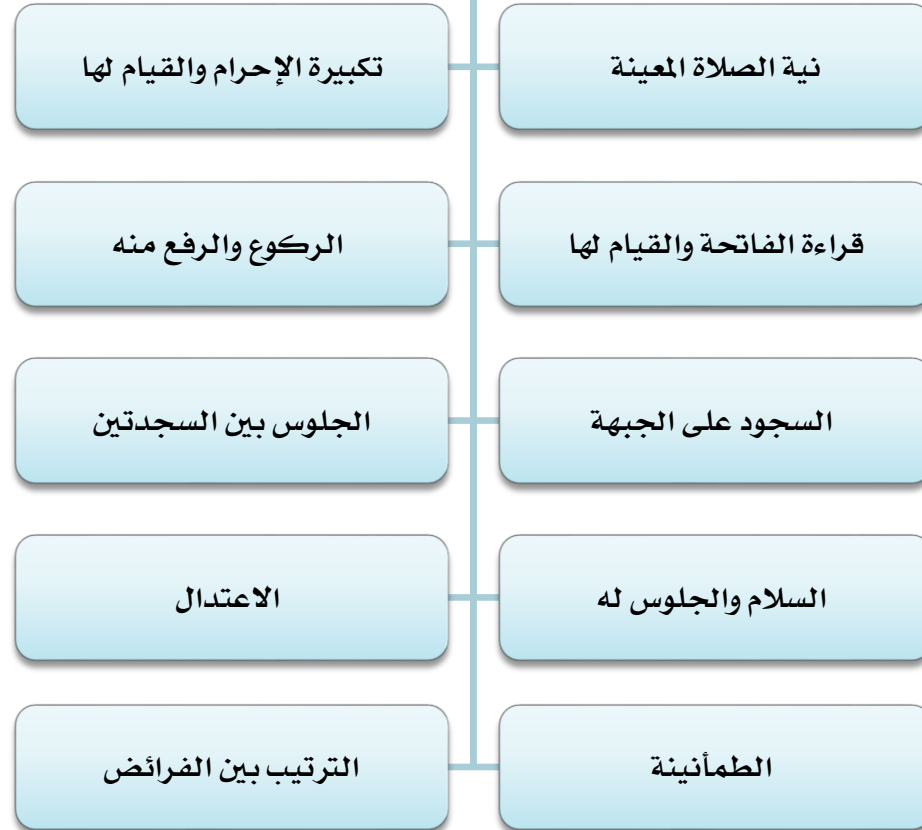 نية الصلاة المعينة
تكبيرة الإحرام والقيام لها
قراءة الفاتحة والقيام لها
الركوع والرفع منه
السجود على الجبهة
الجلوس بين السجدتين
السلام والجلوس له
الاعتدال
الطمأنينة
الترتيب بين الفرائض